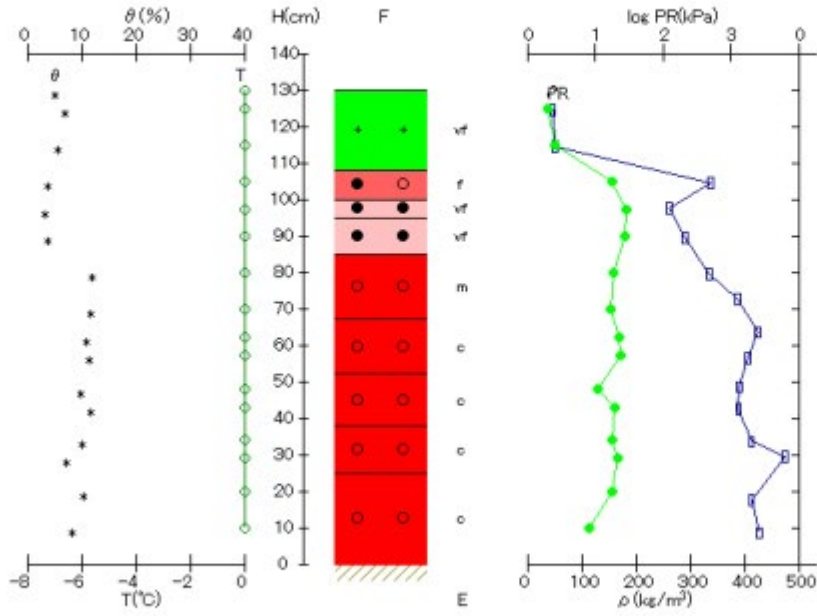 θ(%) H(cm) F log PR(kPa)
0 10 20 30 40 140 0 1 2 3 0
θ T 130 PR
120 vf
110
100 f
vf
90 vf
80 m
70
60 c
50
40 c
30 c
20
10 c
0
-8 -6 -4 -2 0 0 100 200 300 400 500
T(℃) E ρ(kg/m³)